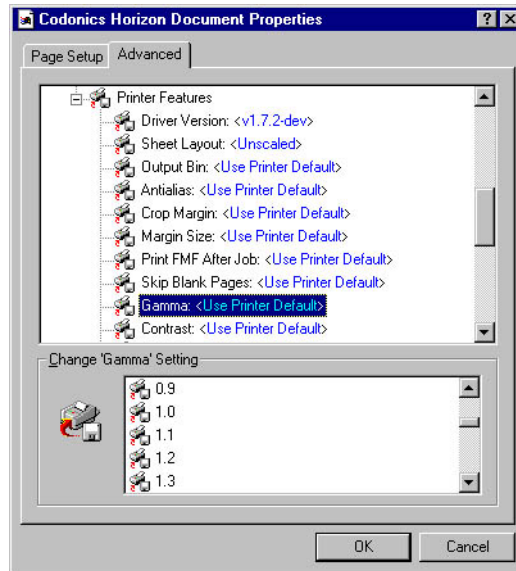 Codonics Horizon Document Properties
Page Setup Advanced
Printer Features
Driver Version: <v1.7.2-dev>
Sheet Layout: <Unscaled>
Output Bin: <Use Printer Default>
Antialias: <Use Printer Default>
Crop Margin: <Use Printer Default>
Margin Size: <Use Printer Default>
Print FMF After Job: <Use Printer Default>
Skip Blank Pages: <Use Printer Default>
Gamma: <Use Printer Default>
Contrast: <Use Printer Default>
Change 'Gamma' Setting
0.9
1.0
1.1
1.2
1.3
OK Cancel